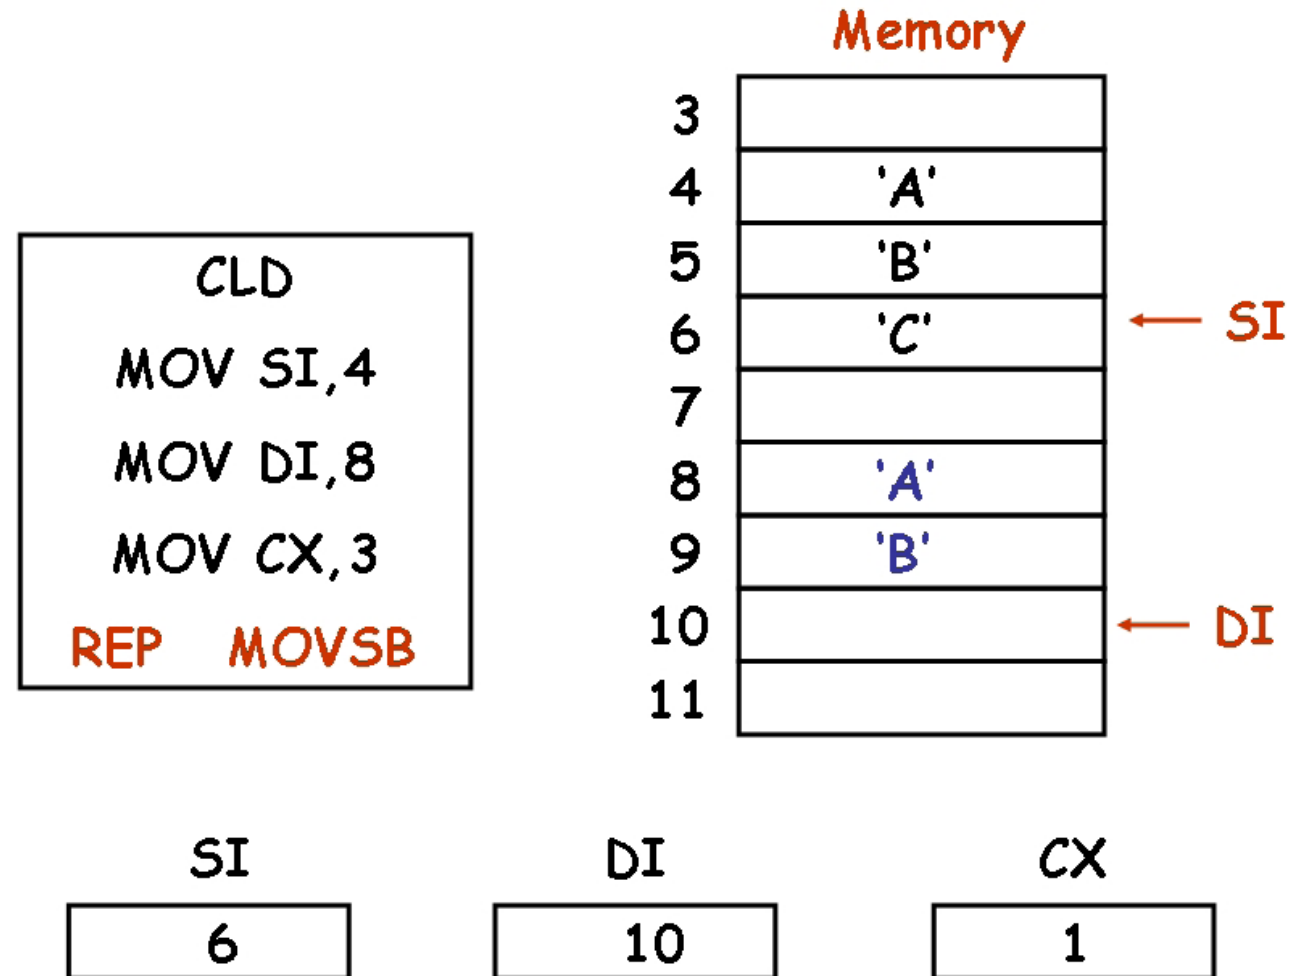 Memory
3
4 'A'
5 'B'
6 'C'
7
8 'A'
9 'B'
10
11
SI
DI
CLD
MOV SI,4
MOV DI,8
MOV CX,3
REP MOVSB
SI DI CX
6 10 1